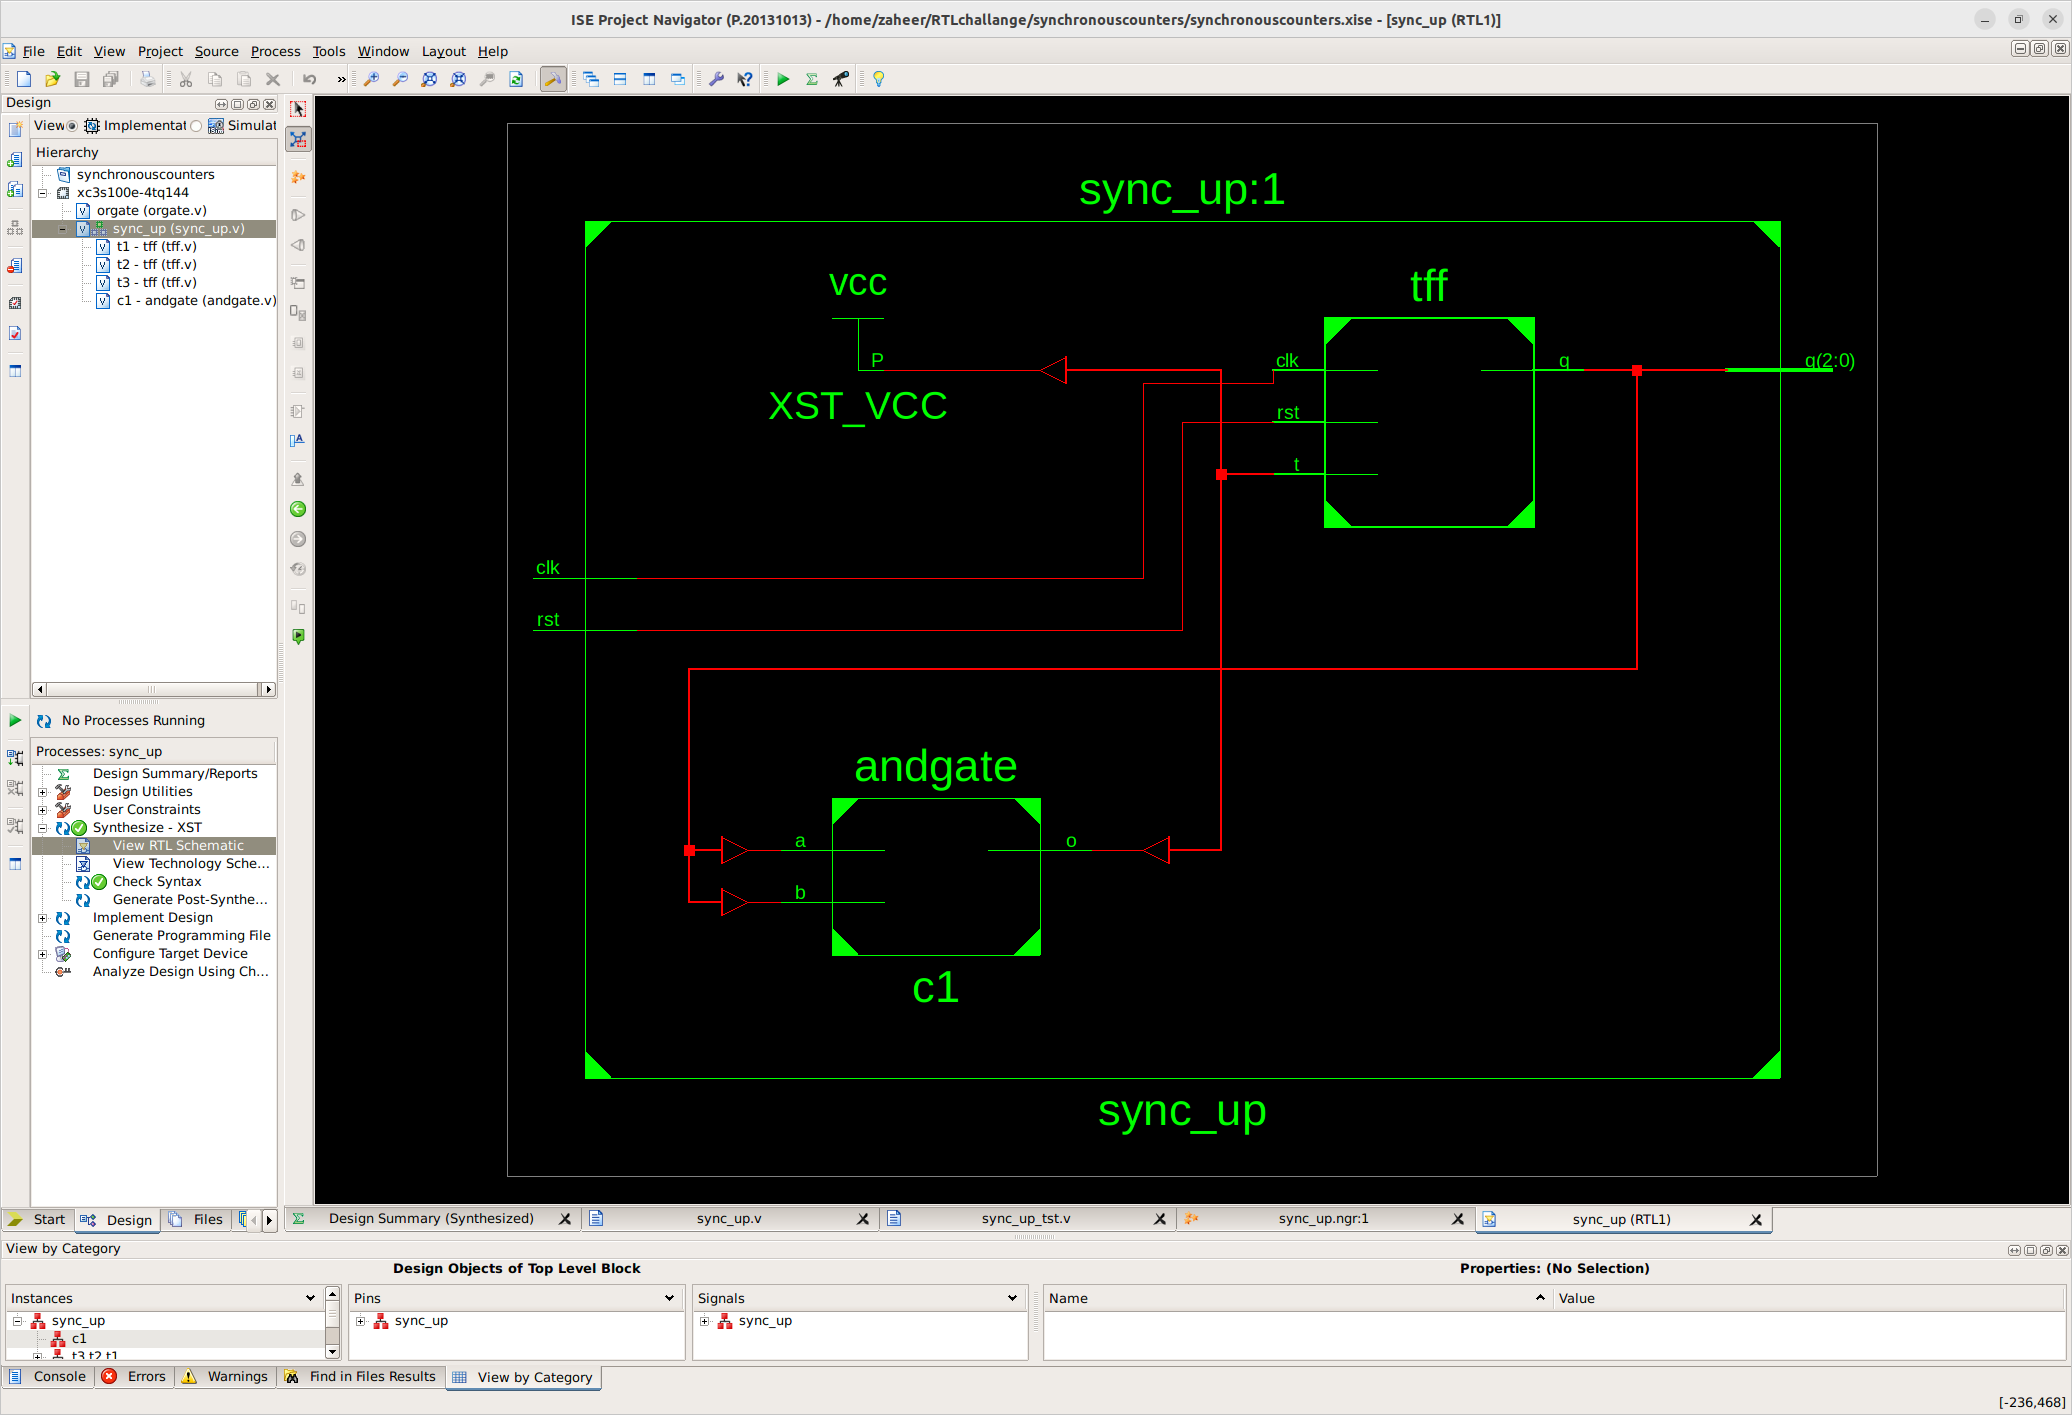 ISE Project Navigator (P.20131013) - /home/zaheer/RTLchallange/synchronouscounters/synchronouscounters.xise - [sync_up (RTL1)]
File Edit View Project Source Process Tools Window Layout Help
Design
View: Implementat Simulat
Hierarchy
synchronouscounters
xc3s100e-4tq144
orgate (orgate.v)
sync_up (sync_up.v)
t1 - tff (tff.v)
t2 - tff (tff.v)
t3 - tff (tff.v)
c1 - andgate (andgate.v)
No Processes Running
Processes: sync_up
Design Summary/Reports
Design Utilities
User Constraints
Synthesize - XST
View RTL Schematic
View Technology Sche...
Check Syntax
Generate Post-Synthe...
Implement Design
Generate Programming File
Configure Target Device
Analyze Design Using Ch...
Start Design Files
sync_up:1
vcc
P
XST_VCC
tff
clk
rst
t
q
q(2:0)
clk
rst
andgate
a
b
o
c1
sync_up
Design Summary (Synthesized) sync_up.v sync_up_tst.v sync_up.ngr:1 sync_up (RTL1)
View by Category
Design Objects of Top Level Block
Properties: (No Selection)
Instances Pins Signals Name Value
sync_up sync_up sync_up
c1
t3 t2 t1
Console Errors Warnings Find in Files Results View by Category
[-236,468]